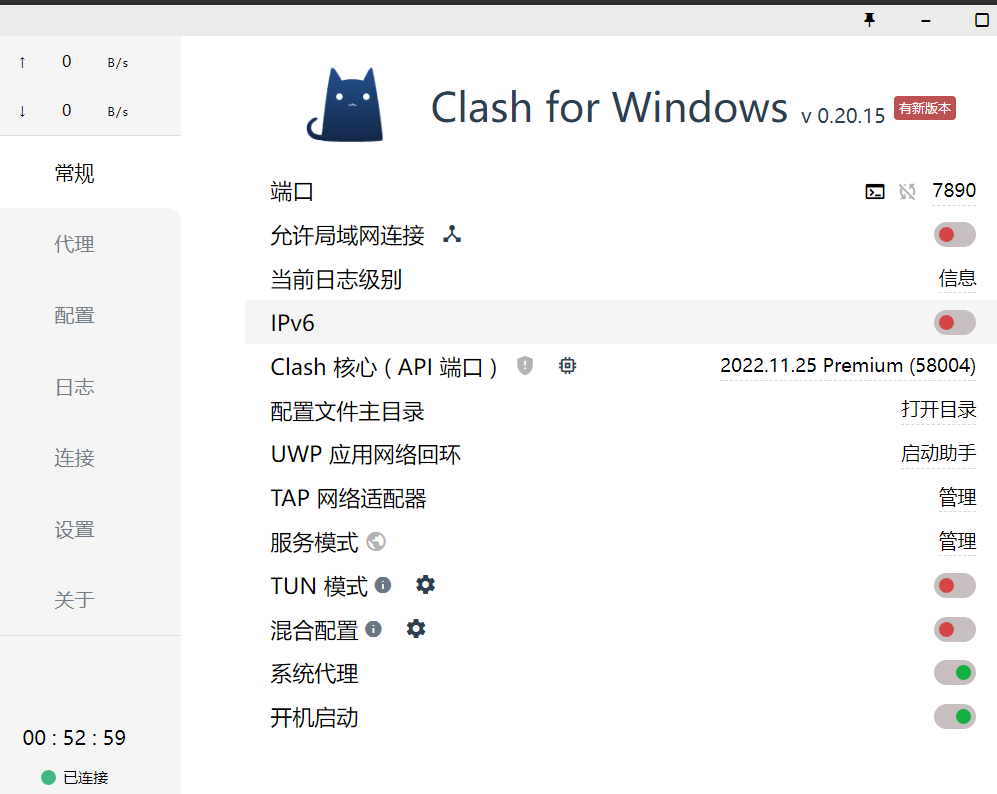 ↑ 0 B/s
↓ 0 B/s
常规
代理
配置
日志
连接
设置
关于
00 : 52 : 59
已连接
Clash for Windows v 0.20.15 有新版本
端口 7890
允许局域网连接
当前日志级别 信息
IPv6
Clash 核心 ( API 端口 ) 2022.11.25 Premium (58004)
配置文件主目录 打开目录
UWP 应用网络回环 启动助手
TAP 网络适配器 管理
服务模式 管理
TUN 模式
混合配置
系统代理
开机启动